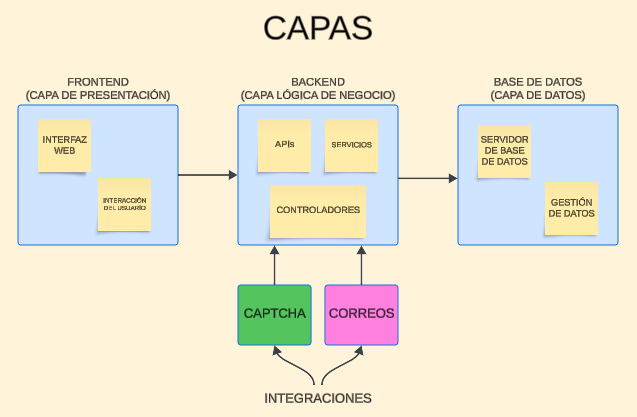 CAPAS
FRONTEND
(CAPA DE PRESENTACIÓN)
INTERFAZ
WEB
INTERACCIÓN
DEL USUARIO
BACKEND
(CAPA LÓGICA DE NEGOCIO)
APIs
SERVICIOS
CONTROLADORES
BASE DE DATOS
(CAPA DE DATOS)
SERVIDOR
DE BASE
DE DATOS
GESTIÓN
DE DATOS
CAPTCHA
CORREOS
INTEGRACIONES